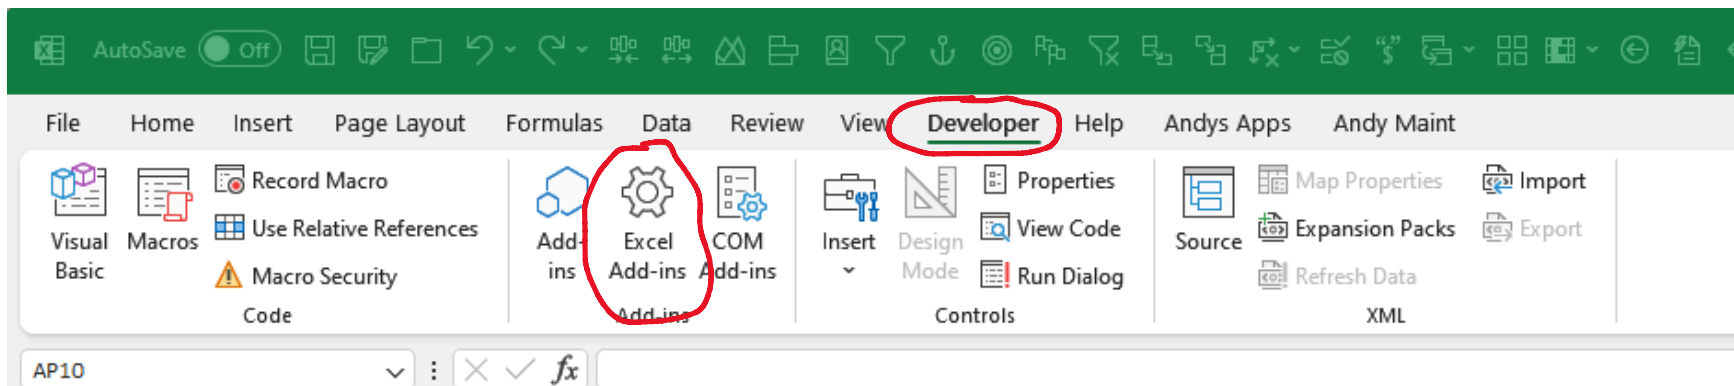 AutoSave Off
File Home Insert Page Layout Formulas Data Review View Developer Help Andys Apps Andy Maint
Visual Basic
Macros
Record Macro
Use Relative References
Macro Security
Code
Add-ins
Excel Add-ins
COM Add-ins
Add-ins
Insert
Design Mode
Properties
View Code
Run Dialog
Controls
Source
Map Properties
Expansion Packs
Refresh Data
Import
Export
XML
AP10
fx